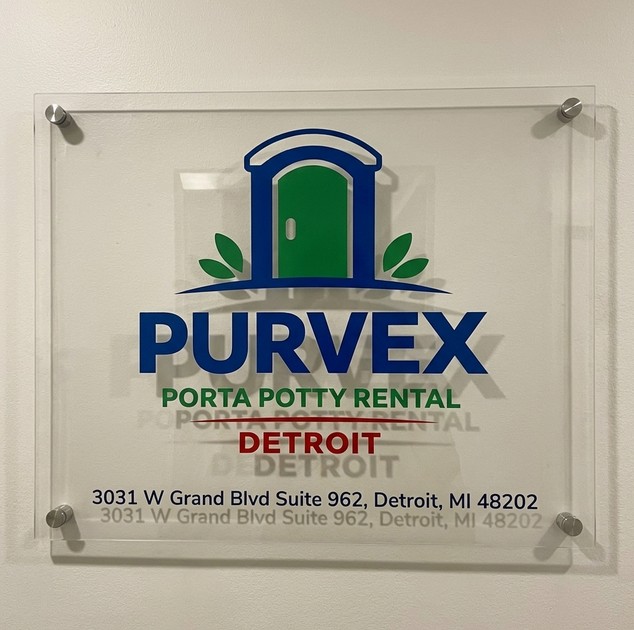 PURVEX
PORTA POTTY RENTAL
DETROIT
3031 W Grand Blvd Suite 962, Detroit, MI 48202